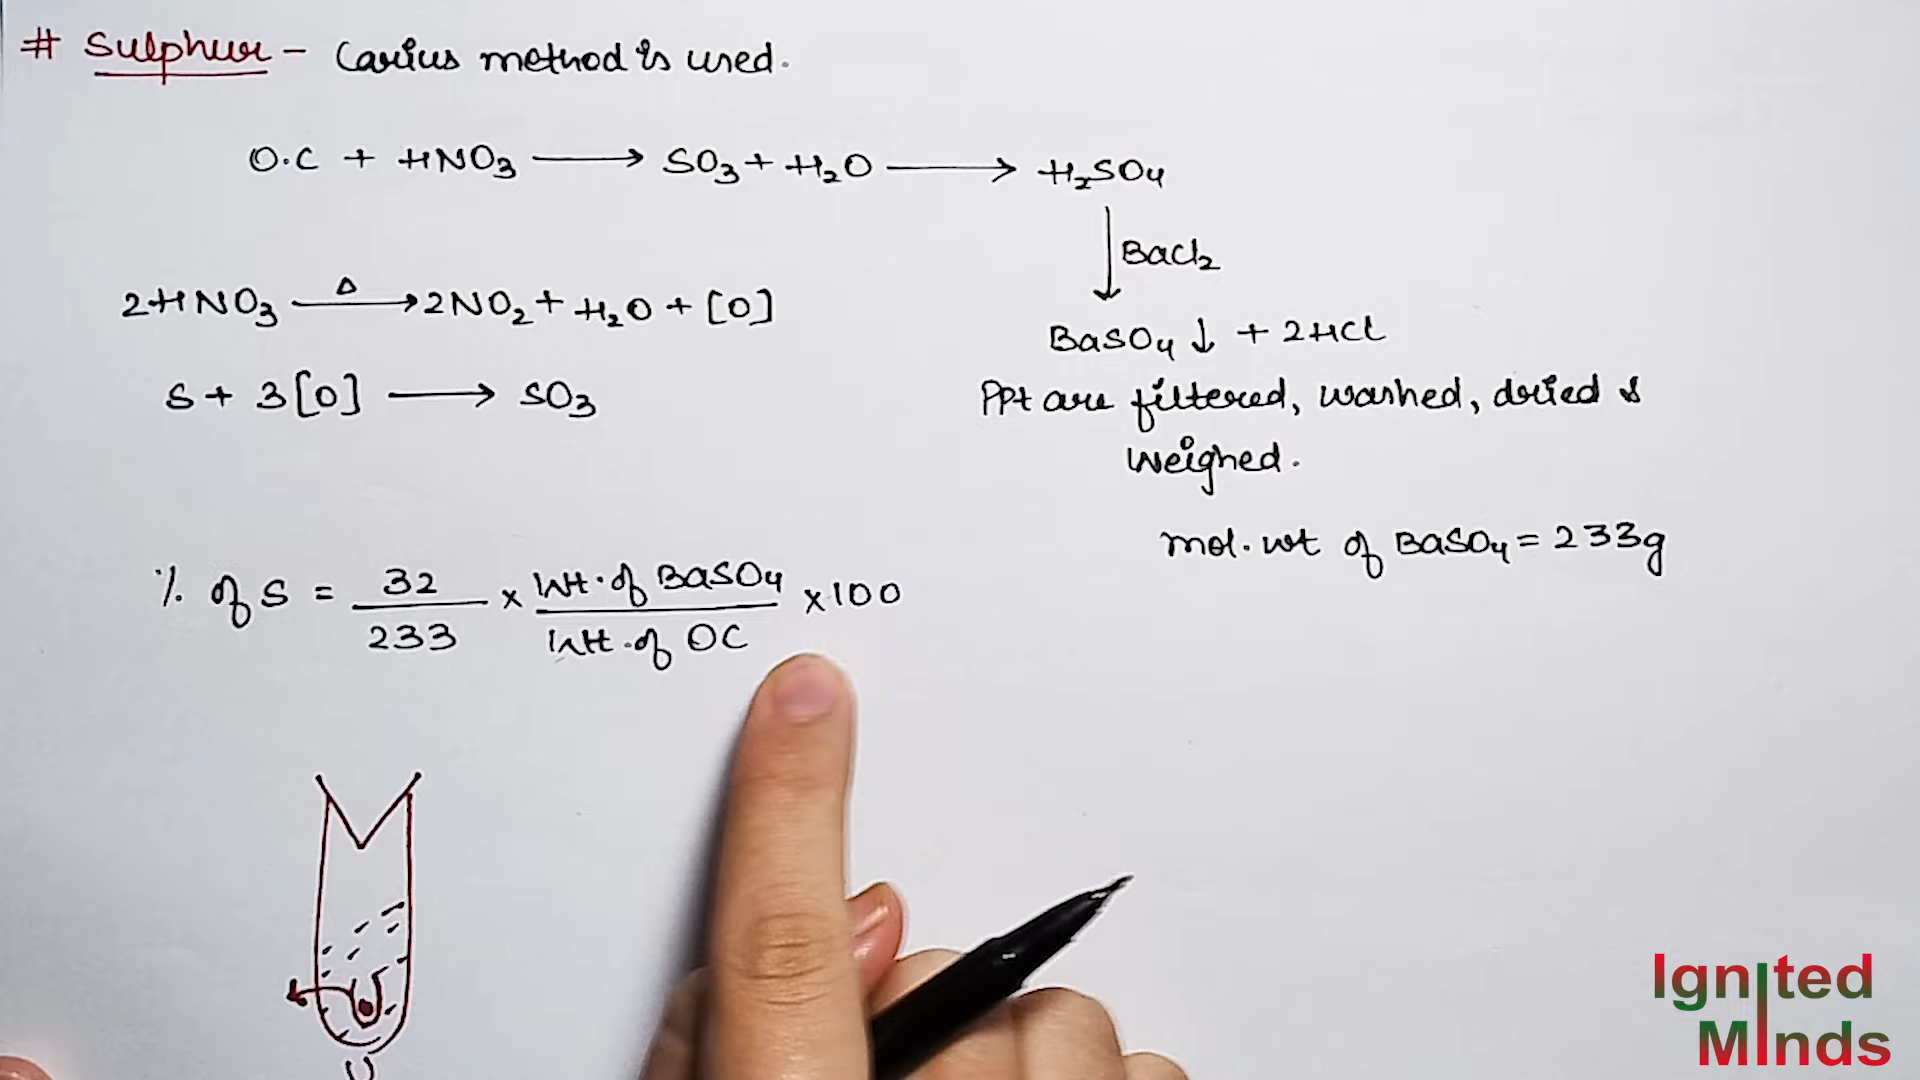 # Sulphur - Carius method is used.
O.C + HNO3 ⟶ SO3 + H2O ⟶ H2SO4
BaCl2
2HNO3 Δ⟶ 2NO2 + H2O + [O]
BaSO4 ↓ + 2HCl
S + 3[O] ⟶ SO3
PPt are filtered, washed, dried &
weighed.
mol. wt of BaSO4 = 233g
% of S = 32/233 × Wt. of BaSO4/Wt. of OC × 100
Ignited
Minds